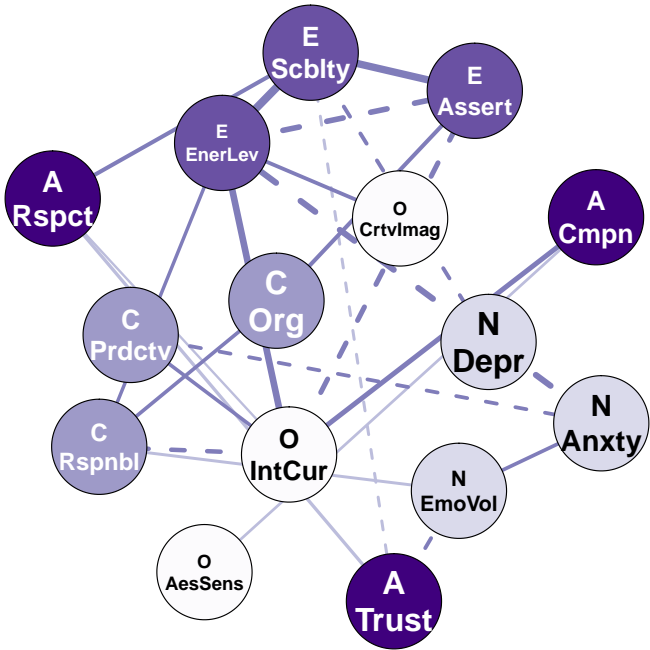 E
Scblty
E
Assert
E
EnerLev
A
Rspct
O
CrtvImag
A
Cmpn
C
Org
C
Prdctv
N
Depr
N
Anxty
C
Rspnbl
O
IntCur
N
EmoVol
O
AesSens
A
Trust